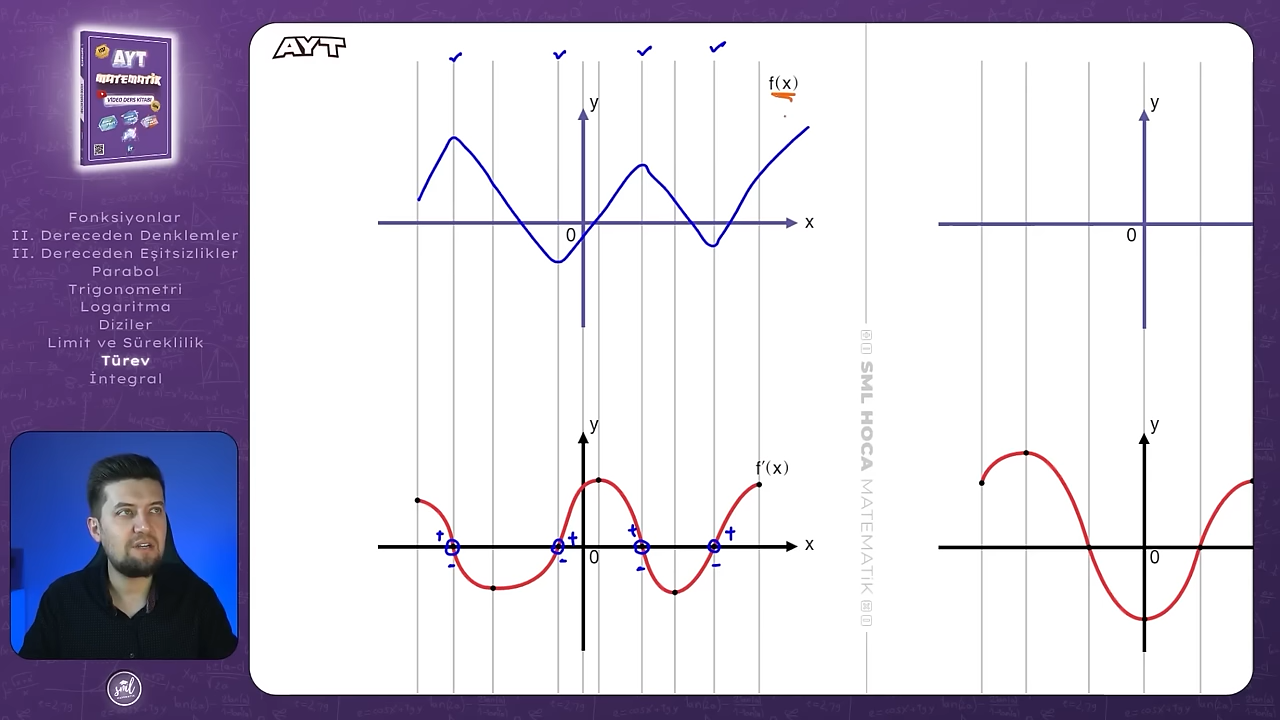 AYT
MATEMATİK
VİDEO DERS KİTABI
Fonksiyonlar
II. Dereceden Denklemler
II. Dereceden Eşitsizlikler
Parabol
Trigonometri
Logaritma
Diziler
Limit ve Süreklilik
Türev
İntegral
sml
AYT
f(x)
y
x
0
y
f'(x)
x
0
+ - - + + - - +
SML HOCA MATEMATİK
y
0
y
0